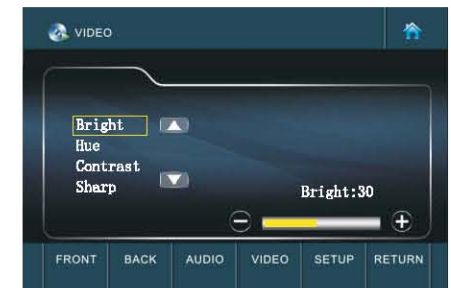 VIDEO
Bright
Hue
Contrast
Sharp
Bright:30
FRONT BACK AUDIO VIDEO SETUP RETURN